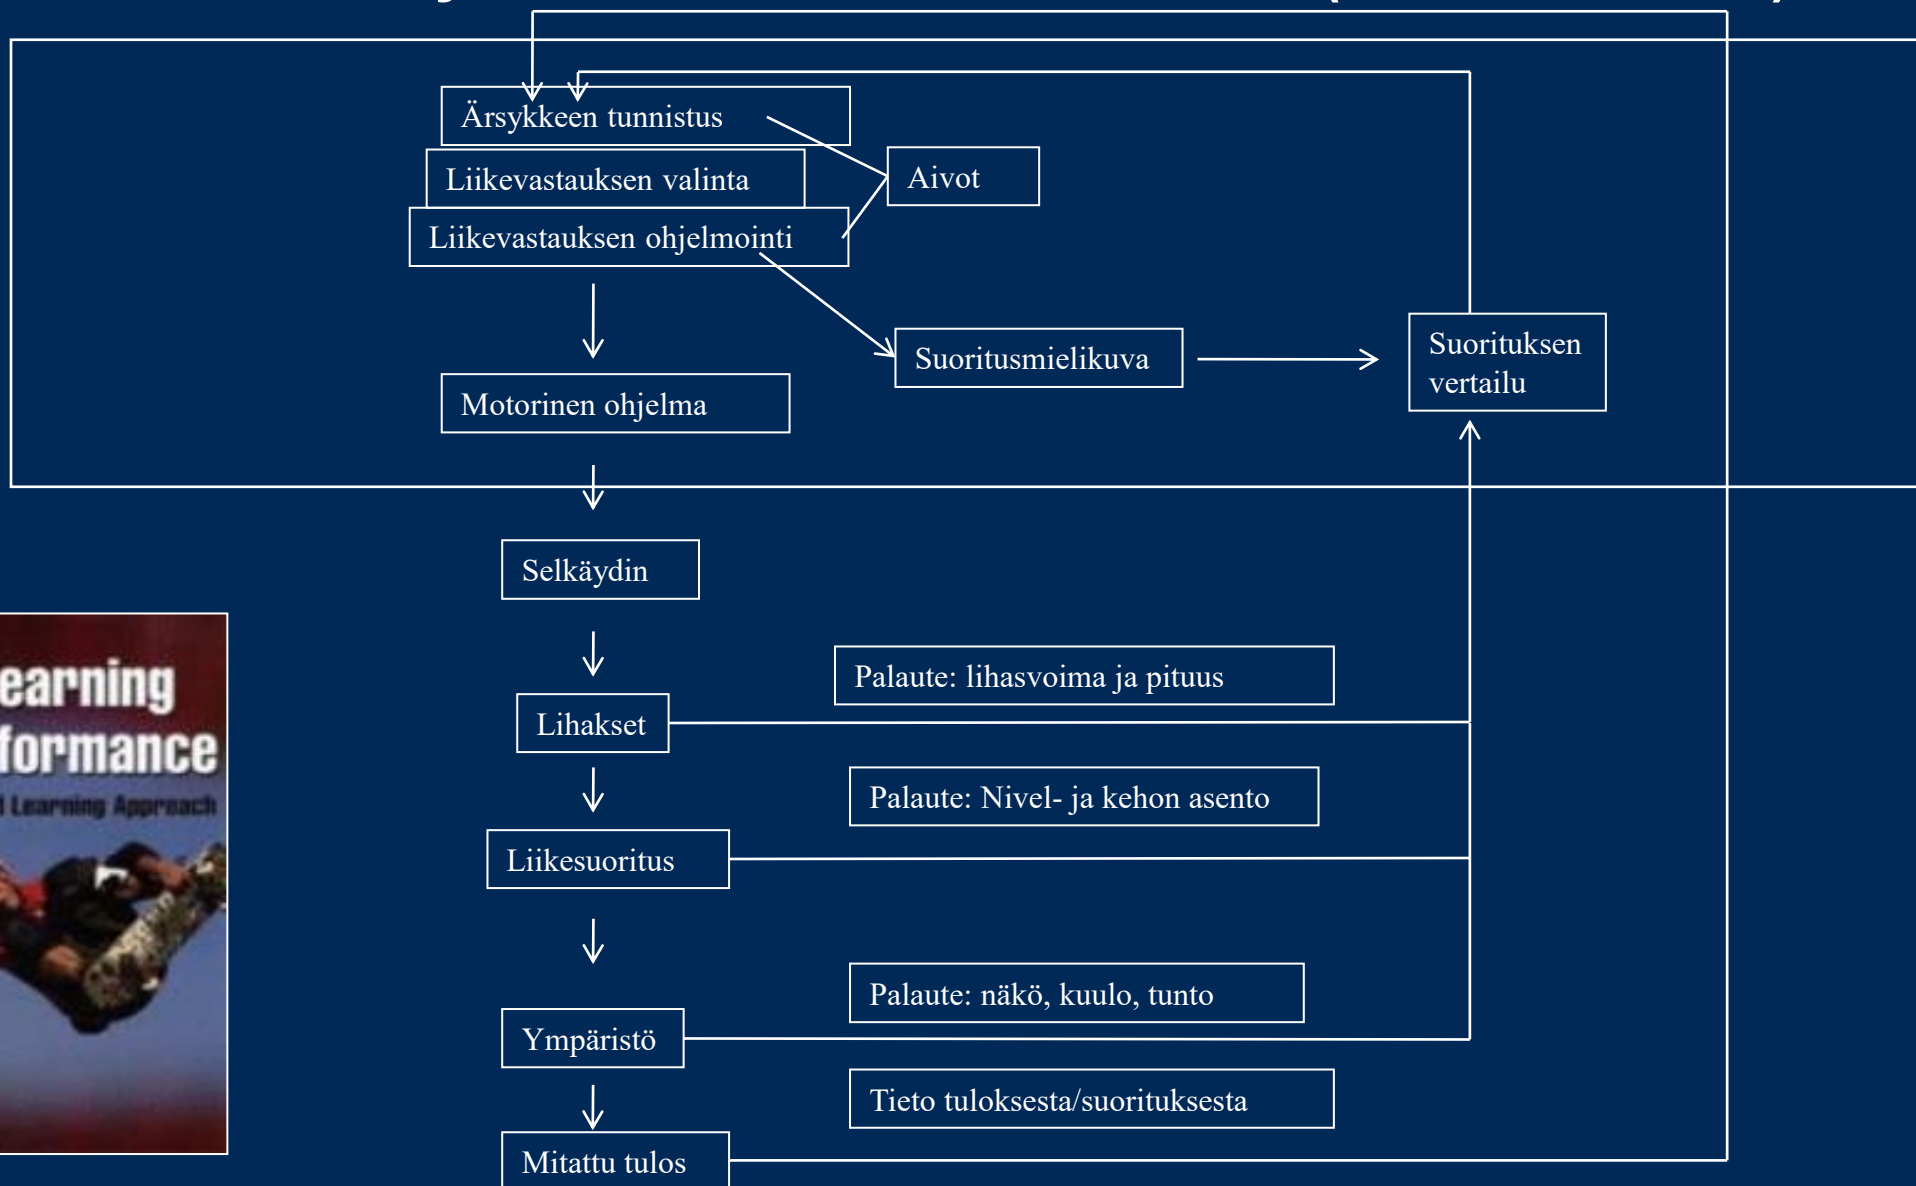 Ärsykkeen tunnistus
Liikevastauksen valinta
Aivot
Liikevastauksen ohjelmointi
Suoritusmielikuva
Suorituksen
vertailu
Motorinen ohjelma
Selkäydin
Palaute: lihasvoima ja pituus
Lihakset
Palaute: Nivel- ja kehon asento
Liikesuoritus
Palaute: näkö, kuulo, tunto
Ympäristö
Tieto tuloksesta/suorituksesta
Mitattu tulos
earning
formance
Learning Approach